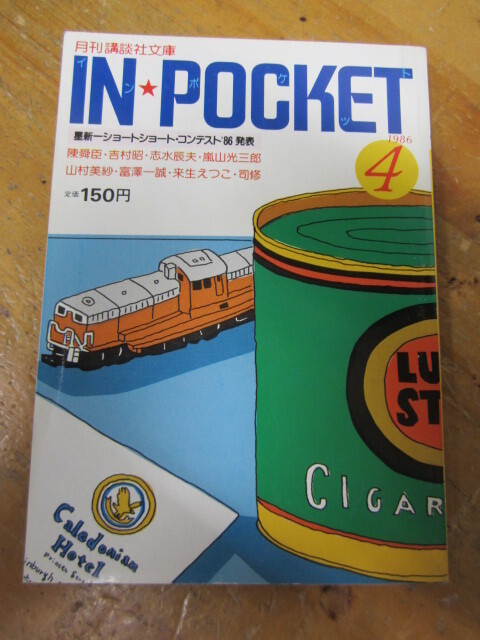 月刊講談社文庫
IN★POCKET
インポケット
星新一ショートショート・コンテスト'86発表
1986
4
陳舜臣・吉村昭・志水辰夫・嵐山光三郎
山村美紗・富澤一誠・来生えつこ・司修
定価150円
LU
ST
CIGAR
Caledonian
Hotel
Princes